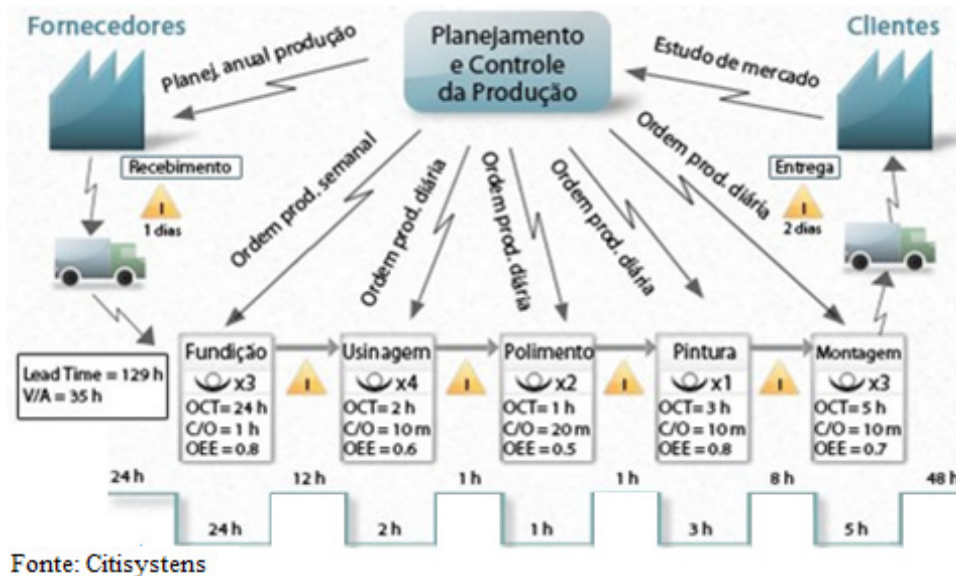 Fornecedores
Planej. anual produção
Planejamento
e Controle
da Produção
Estudo de mercado
Clientes
Recebimento
I
1 dias
Ordem prod. semanal
Ordem prod. diária
Ordem prod. diária
Ordem prod. diária
Ordem prod. diária
Entrega
I
2 dias
Lead Time = 129 h
V/A = 35 h
Fundição
x3
OCT= 24 h
C/O = 1 h
OEE = 0.8
I
Usinagem
x4
OCT= 2 h
C/O = 10 m
OEE = 0.6
I
Polimento
x2
OCT= 1 h
C/O = 20 m
OEE = 0.5
I
Pintura
x1
OCT= 3 h
C/O = 10 m
OEE = 0.8
I
Montagem
x3
OCT= 5 h
C/O = 10 m
OEE = 0.7
24 h
12 h
1 h
1 h
8 h
48 h
24 h
2 h
1 h
3 h
5 h
Fonte: Citisystens